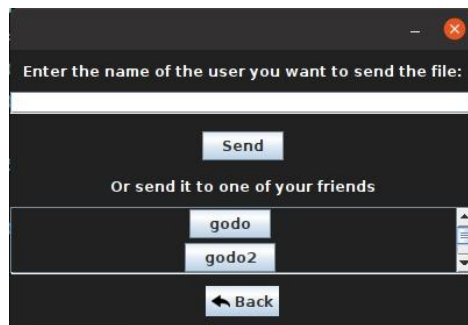 Enter the name of the user you want to send the file:
Send
Or send it to one of your friends
godo
godo2
Back